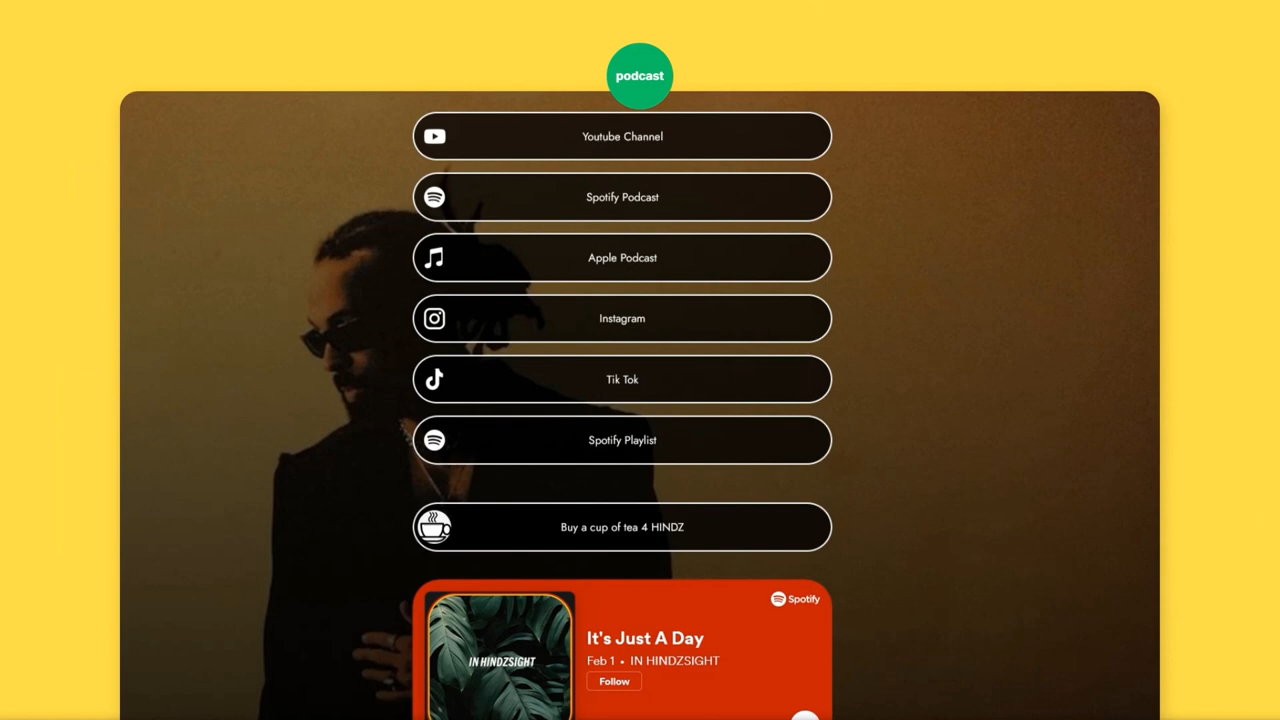 podcast
Youtube Channel
Spotify Podcast
Apple Podcast
Instagram
Tik Tok
Spotify Playlist
Buy a cup of tea 4 HINDZ
Spotify
IN HINDZSIGHT
It's Just A Day
Feb 1 • IN HINDZSIGHT
Follow